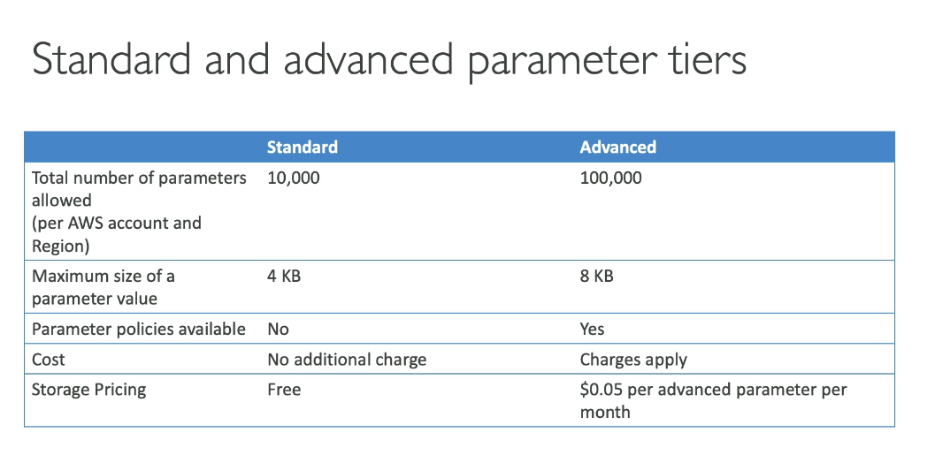 Standard and advanced parameter tiers
Standard Advanced
Total number of parameters 10,000 100,000
allowed
(per AWS account and
Region)
Maximum size of a 4 KB 8 KB
parameter value
Parameter policies available No Yes
Cost No additional charge Charges apply
Storage Pricing Free $0.05 per advanced parameter per
month